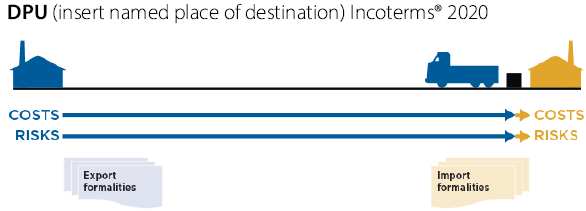 DPU (insert named place of destination) Incoterms® 2020
COSTS COSTS
RISKS RISKS
Export
formalities
Import
formalities